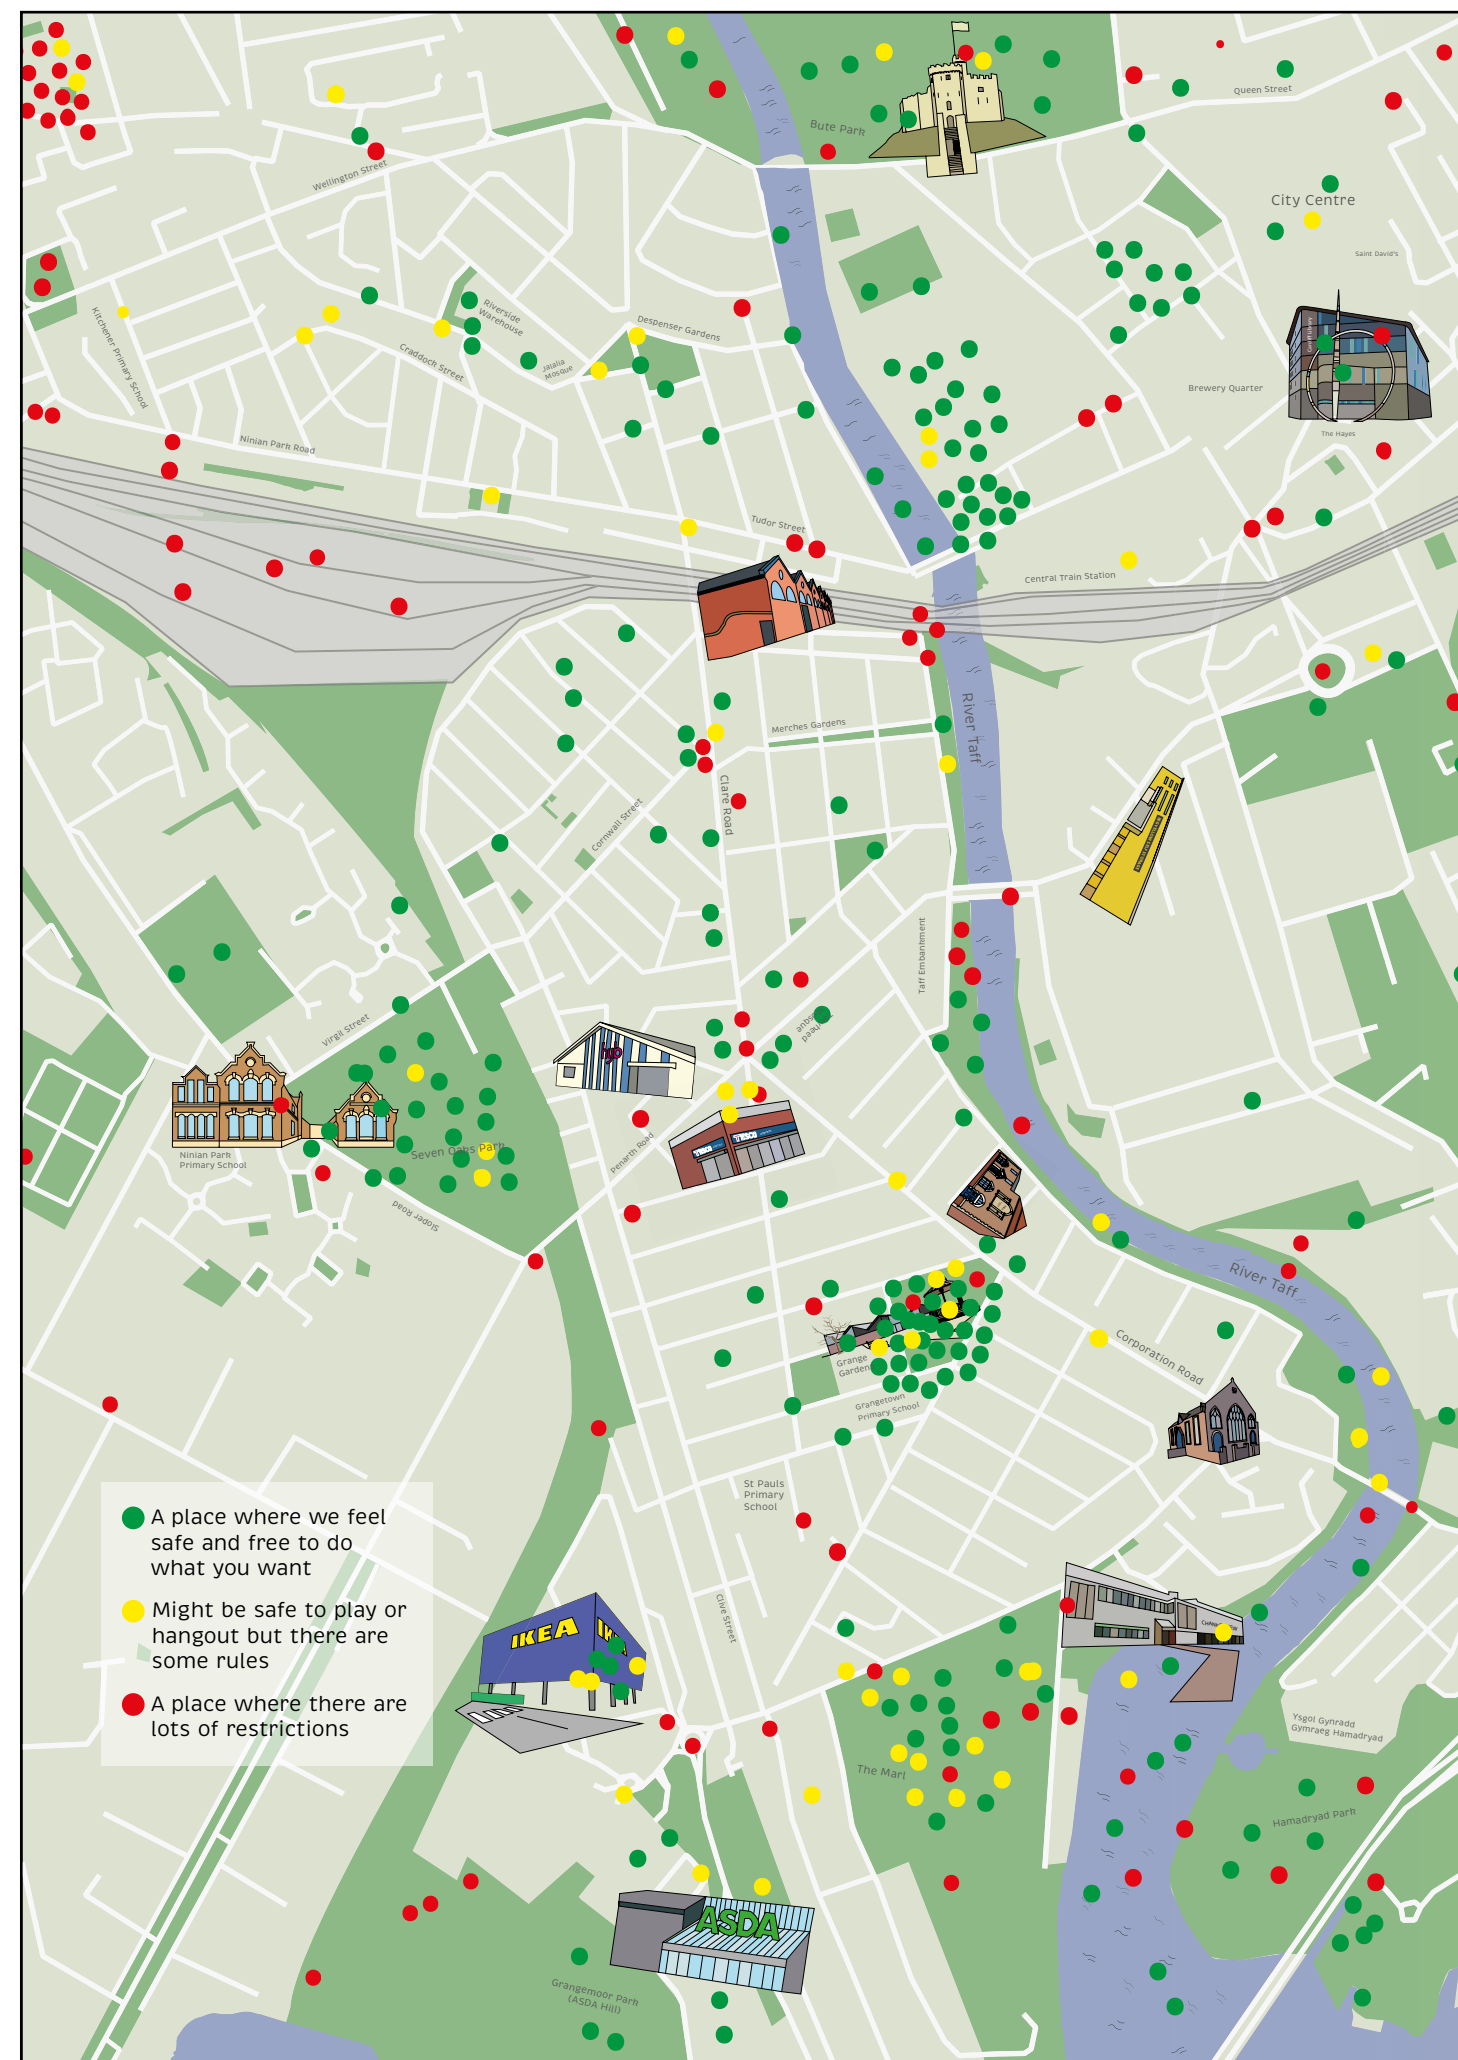 Bute Park
Queen Street
Wellington Street
City Centre
Saint David's
Kitchener Primary School
Riverside
Warehouse
Despenser Gardens
Craddock Street
Jalalia
Mosque
Brewery Quarter
The Hayes
Ninian Park Road
Tudor Street
Central Train Station
River Taff
Merches Gardens
Clare Road
Cornwall Street
Taff Embankment
Virgil Street
hyb
TESCO
TESCO
Penarth Road
Ninian Park
Primary School
Seven Oaks Park
Sloper Road
River Taff
Corporation Road
Grange
Gardens
Grangetown
Primary School
St Pauls
Primary
School
A place where we feel
safe and free to do
what you want
Might be safe to play or
hangout but there are
some rules
A place where there are
lots of restrictions
IKEA
Clive Street
Ysgol Gynradd
Gymraeg Hamadryad
The Marl
Hamadryad Park
ASDA
Grangemoor Park
(ASDA Hill)